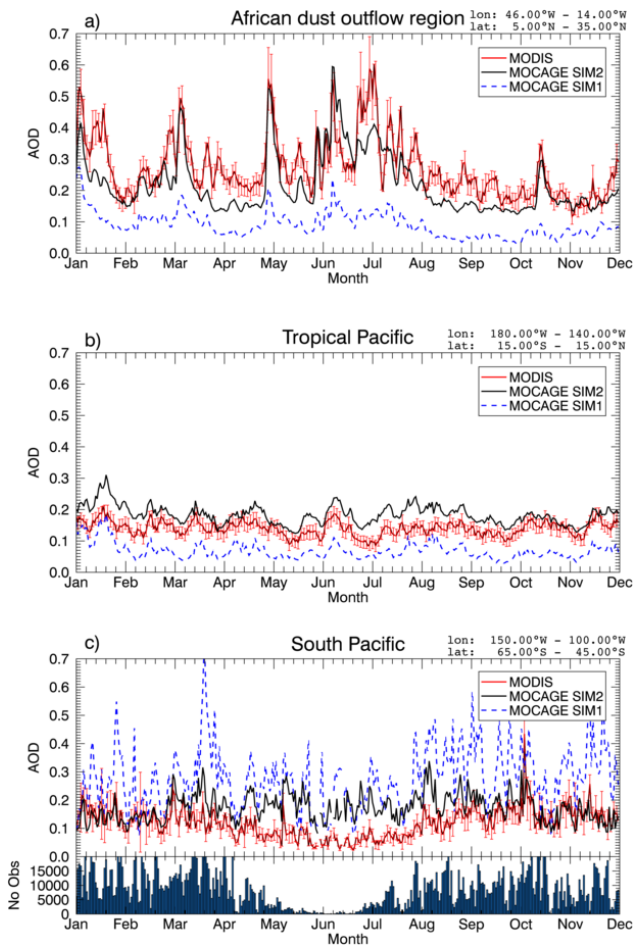 a)
African dust outflow region
lon: 46.00°W - 14.00°W
lat: 5.00°N - 35.00°N
0.7
0.6
0.5
0.4
0.3
0.2
0.1
0.0
AOD
MODIS
MOCAGE SIM2
MOCAGE SIM1
Jan Feb Mar Apr May Jun Jul Aug Sep Oct Nov Dec
Month
b)
Tropical Pacific
lon: 180.00°W - 140.00°W
lat: 15.00°S - 15.00°N
0.7
0.6
0.5
0.4
0.3
0.2
0.1
0.0
AOD
MODIS
MOCAGE SIM2
MOCAGE SIM1
Jan Feb Mar Apr May Jun Jul Aug Sep Oct Nov Dec
Month
c)
South Pacific
lon: 150.00°W - 100.00°W
lat: 65.00°S - 45.00°S
0.7
0.6
0.5
0.4
0.3
0.2
0.1
0.0
AOD
MODIS
MOCAGE SIM2
MOCAGE SIM1
15000
10000
5000
0
No Obs
Jan Feb Mar Apr May Jun Jul Aug Sep Oct Nov Dec
Month